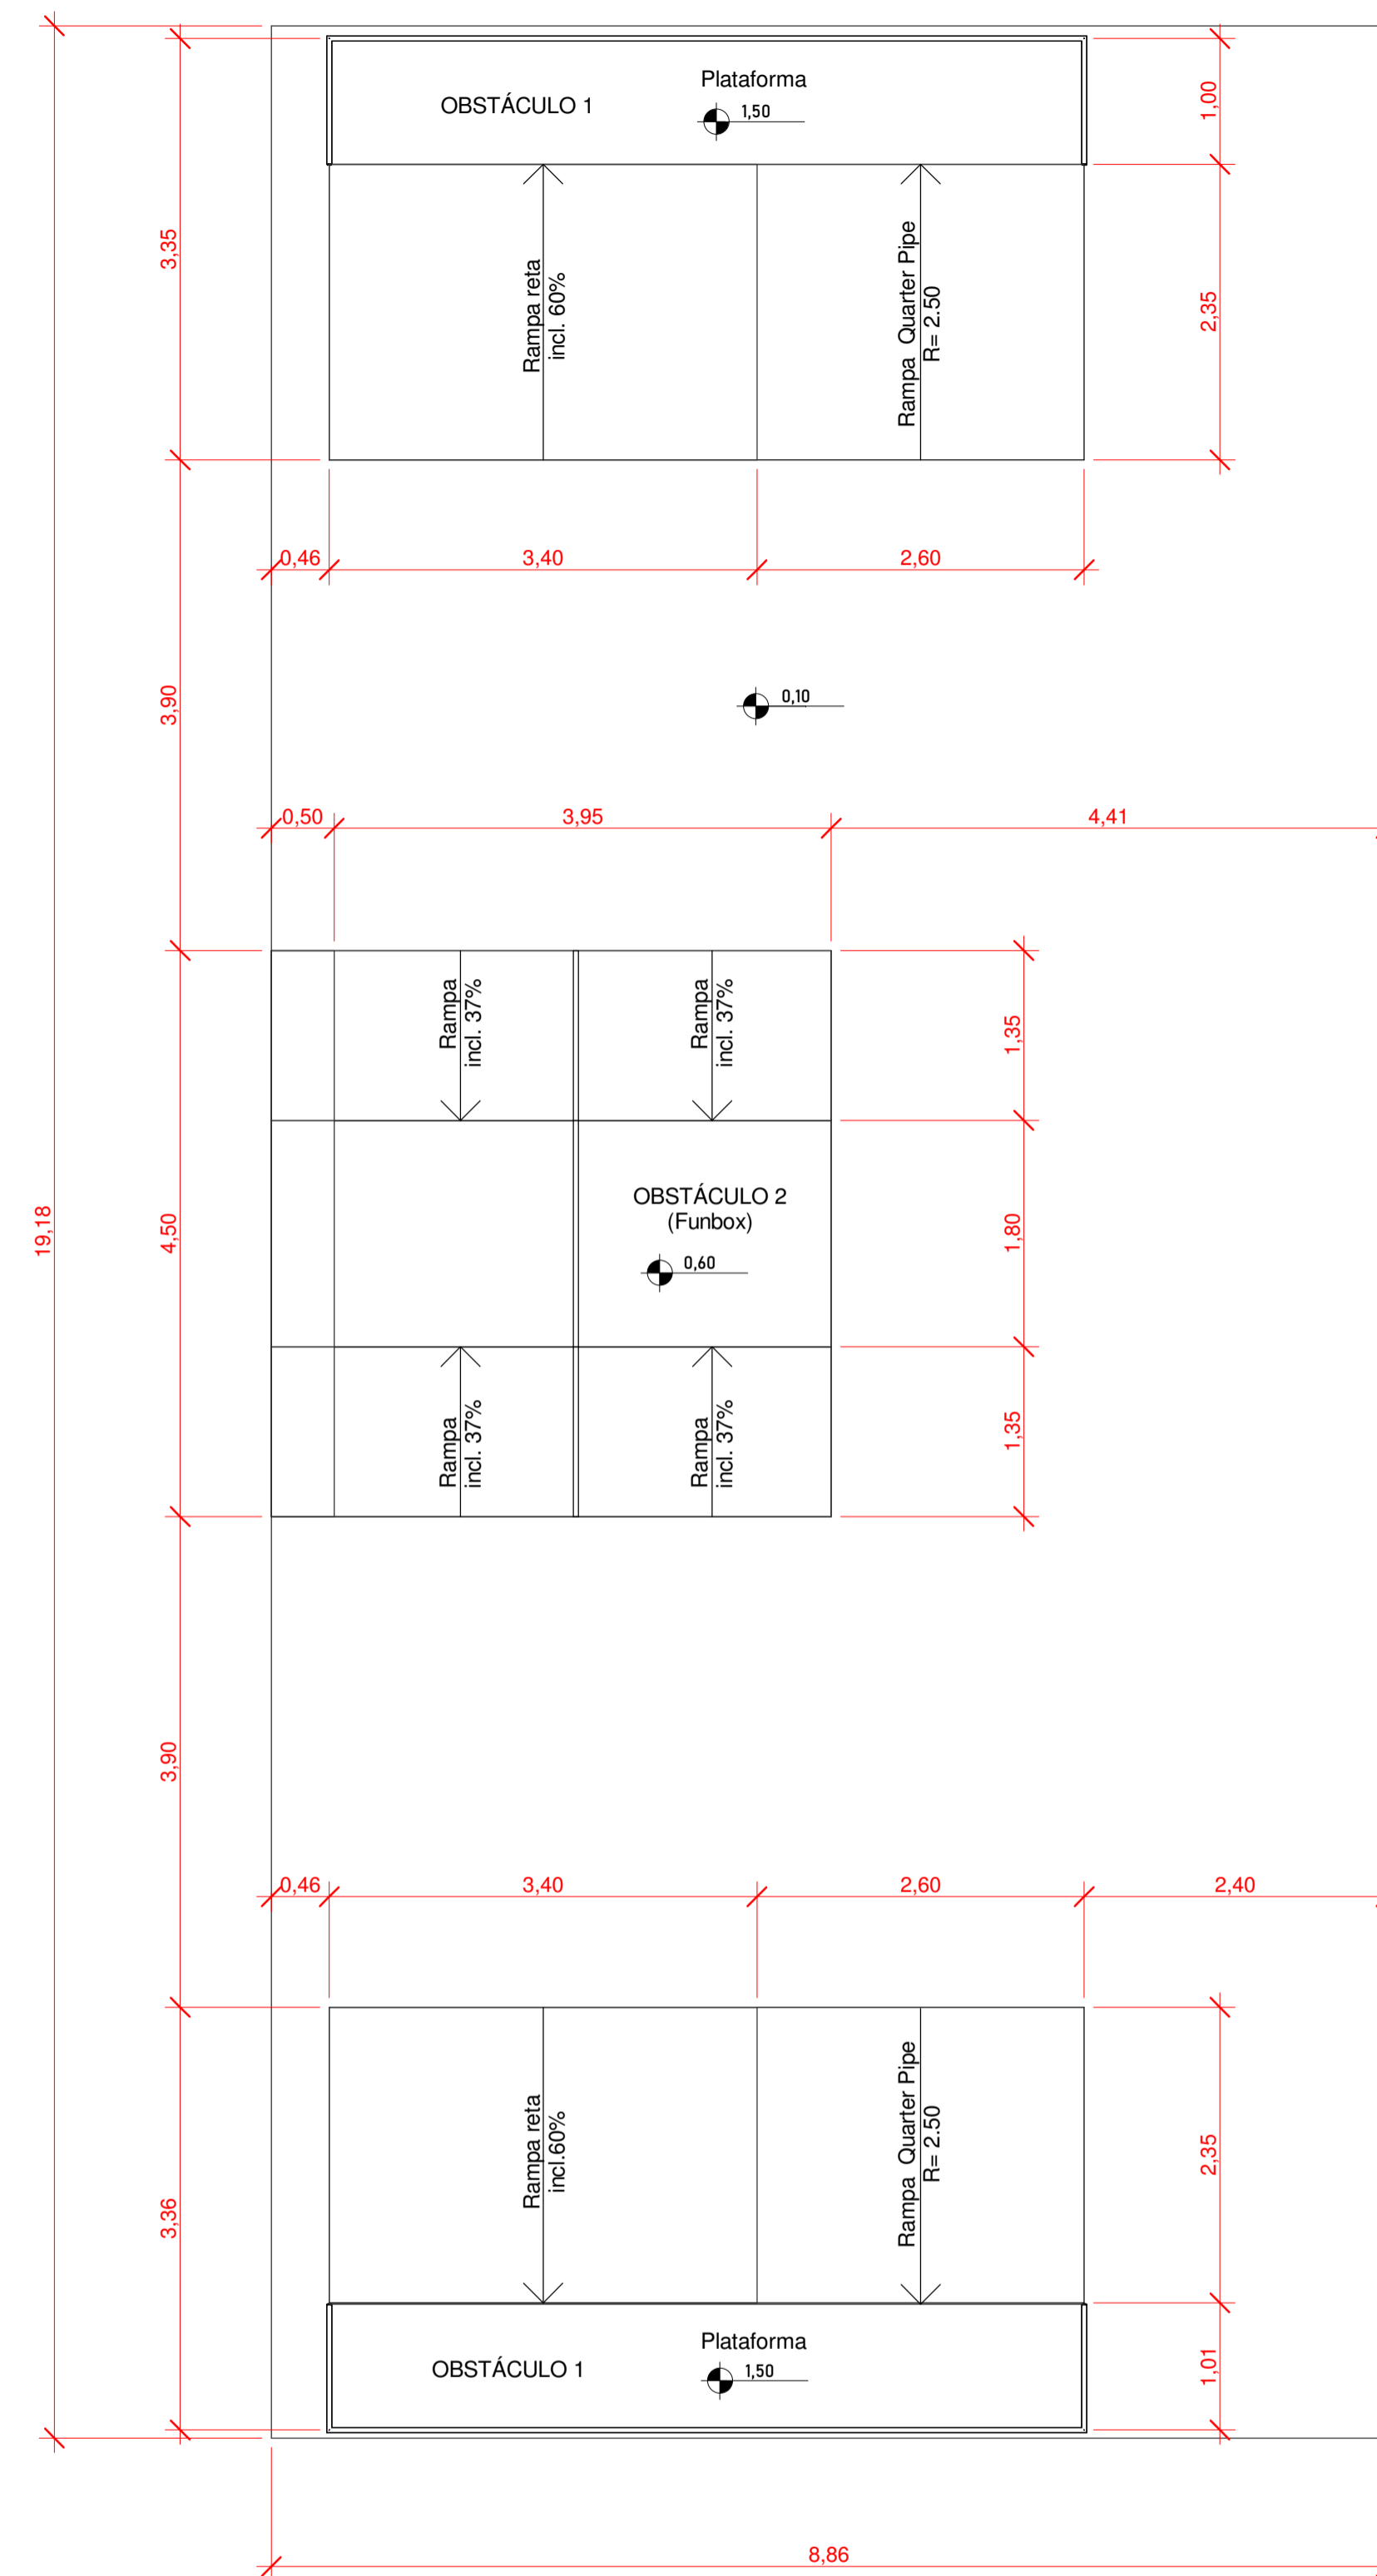 Plataforma
OBSTÁCULO 1
1,50
1,00
3,35
Rampa reta
incl. 60%
Rampa Quarter Pipe
R= 2.50
2,35
0,46
3,40
2,60
3,90
0,10
0,50
3,95
4,41
Rampa
incl. 37%
Rampa
incl. 37%
1,35
19,18
4,50
OBSTÁCULO 2
(Funbox)
0,60
1,80
Rampa
incl. 37%
Rampa
incl. 37%
1,35
3,90
0,46
3,40
2,60
2,40
3,36
Rampa reta
incl.60%
Rampa Quarter Pipe
R= 2.50
2,35
Plataforma
OBSTÁCULO 1
1,50
1,01
8,86